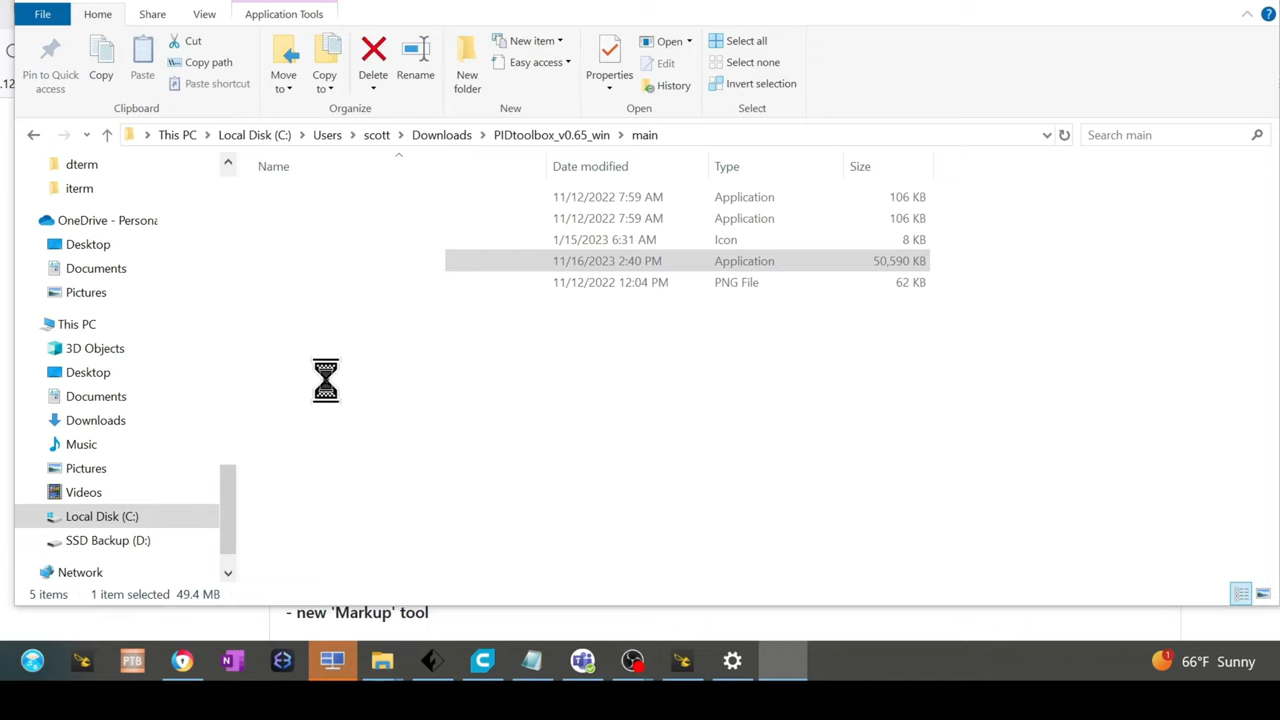 File Home Share View Application Tools
Pin to Quick access
Copy
Paste
Cut
Copy path
Paste shortcut
Move to
Copy to
Delete
Rename
New folder
New item
Easy access
Properties
Open
Edit
History
Select all
Select none
Invert selection
Clipboard Organize New Open Select
This PC Local Disk (C:) Users scott Downloads PIDtoolbox_v0.65_win main
Search main
.12
dterm
iterm
OneDrive - Persona
Desktop
Documents
Pictures
This PC
3D Objects
Desktop
Documents
Downloads
Music
Pictures
Videos
Local Disk (C:)
SSD Backup (D:)
Network
Name Date modified Type Size
11/12/2022 7:59 AM Application 106 KB
11/12/2022 7:59 AM Application 106 KB
1/15/2023 6:31 AM Icon 8 KB
11/16/2023 2:40 PM Application 50,590 KB
11/12/2022 12:04 PM PNG File 62 KB
5 items 1 item selected 49.4 MB
- new 'Markup' tool
PTB
1
66°F Sunny